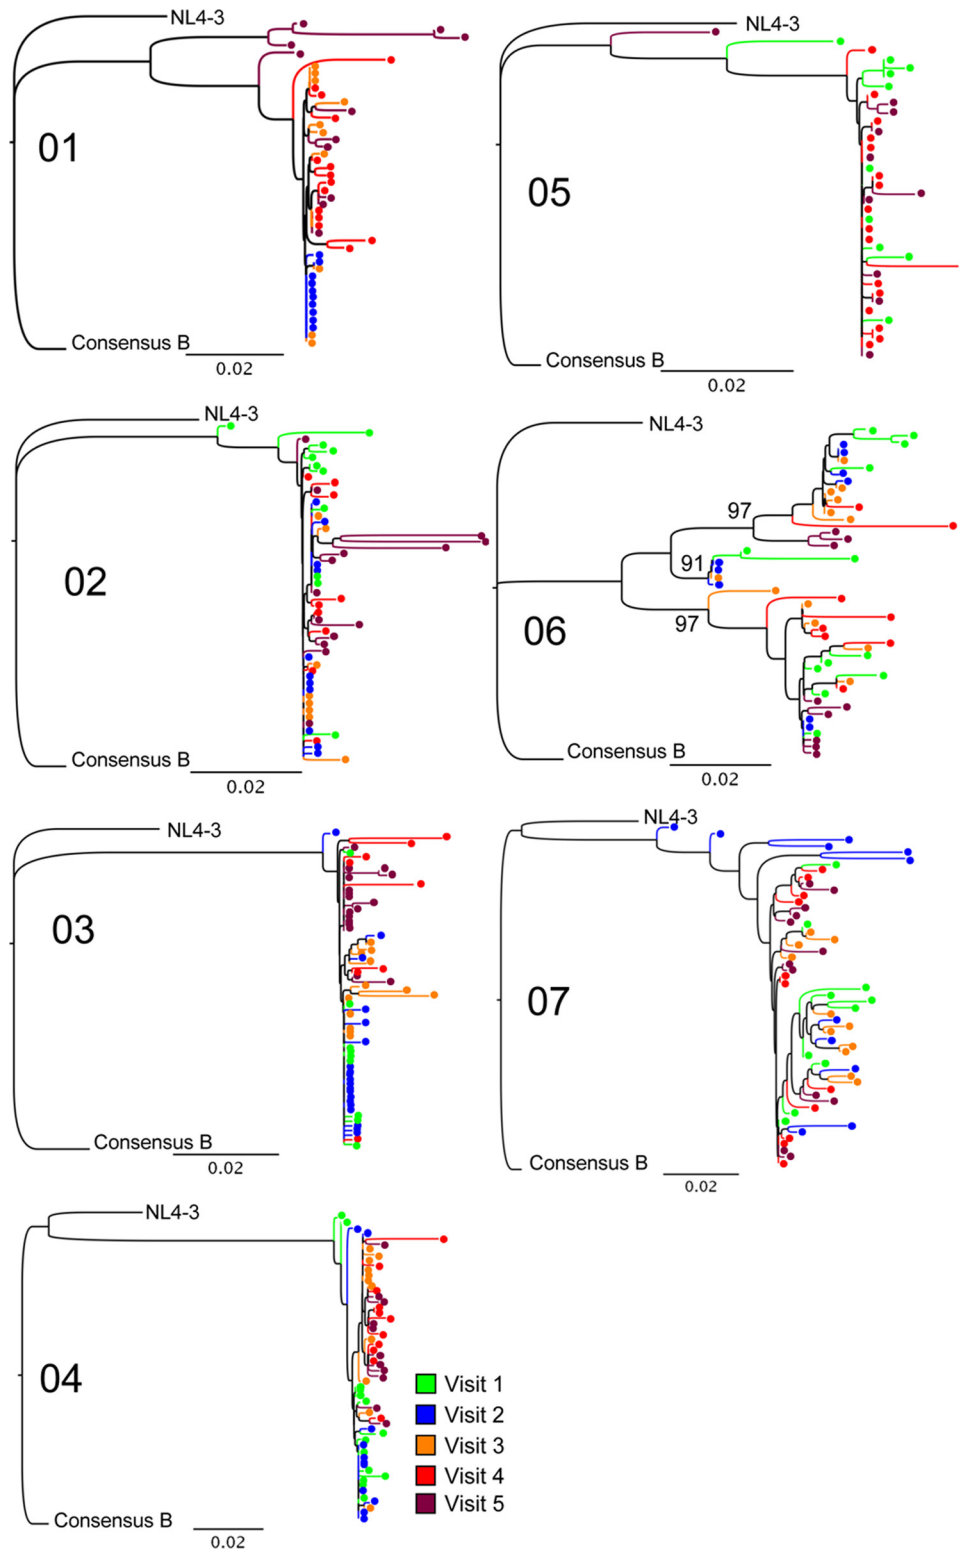 NL4-3
01
Consensus B
0.02
NL4-3
05
Consensus B
0.02
NL4-3
02
Consensus B
0.02
NL4-3
97
91
06
97
Consensus B
0.02
NL4-3
03
Consensus B
0.02
NL4-3
07
Consensus B
0.02
NL4-3
04
Consensus B
0.02
Visit 1
Visit 2
Visit 3
Visit 4
Visit 5